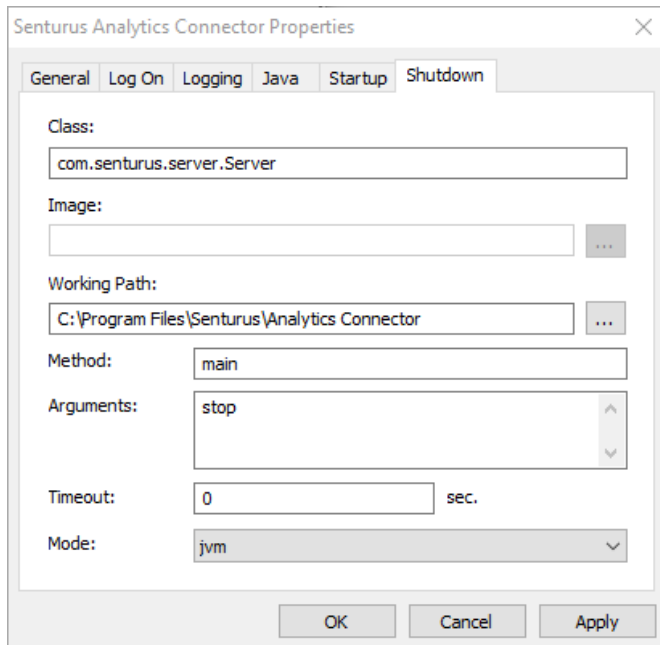 Senturus Analytics Connector Properties
General Log On Logging Java Startup Shutdown
Class:
com.senturus.server.Server
Image:
...
Working Path:
C:\Program Files\Senturus\Analytics Connector ...
Method: main
Arguments: stop
Timeout: 0 sec.
Mode: jvm
OK Cancel Apply